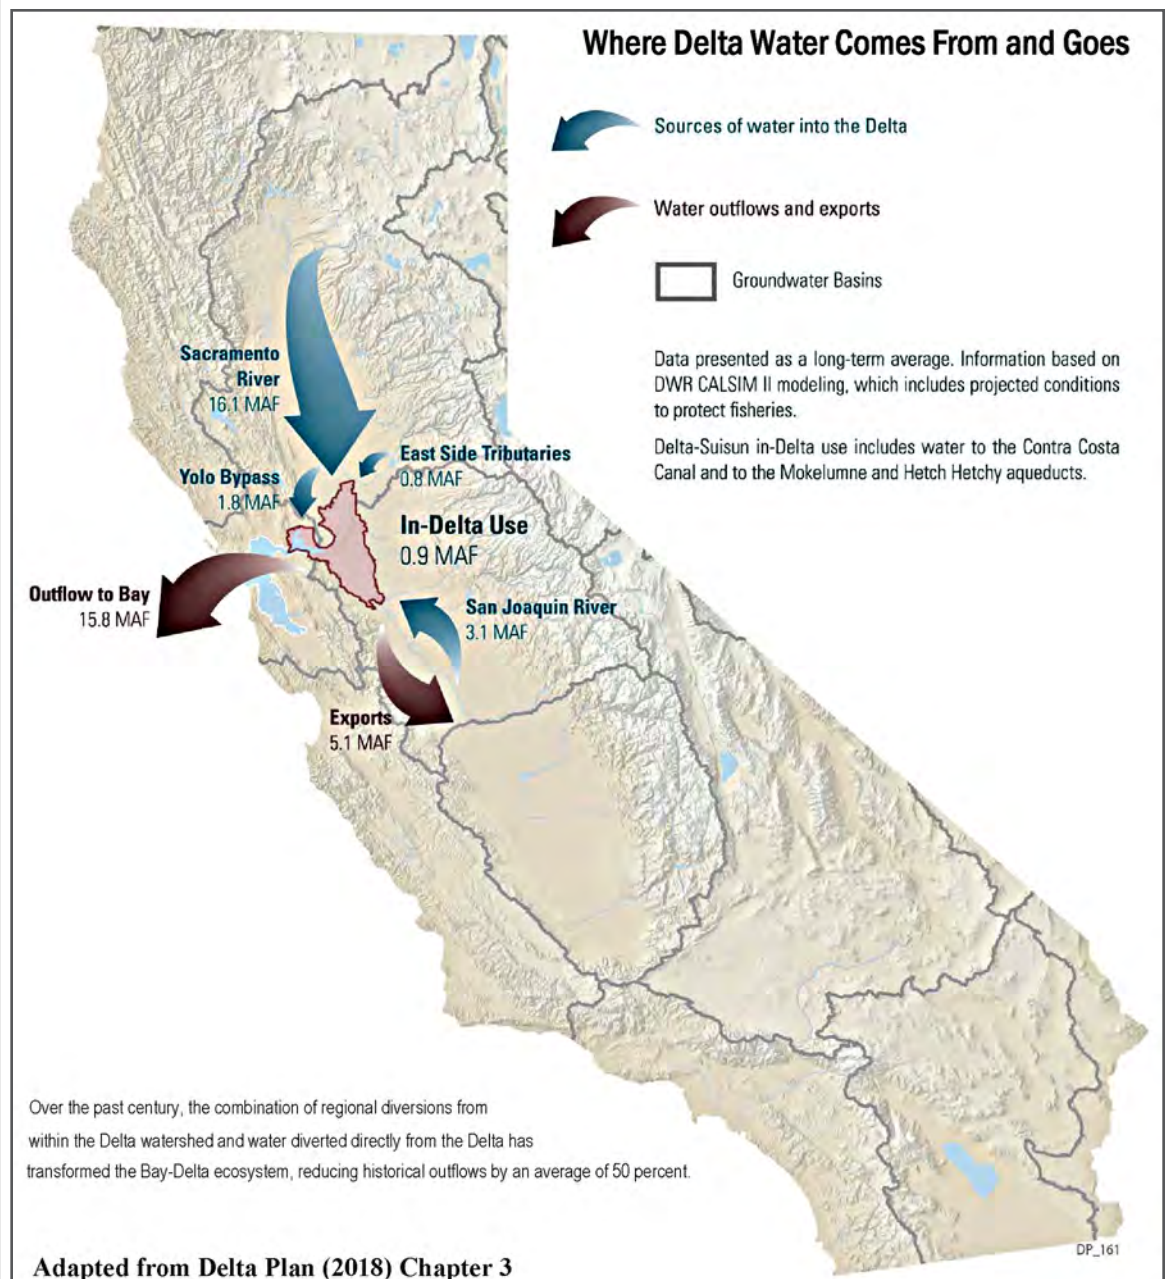 Where Delta Water Comes From and Goes
Sources of water into the Delta
Water outflows and exports
Groundwater Basins
Data presented as a long-term average. Information based on
DWR CALSIM II modeling, which includes projected conditions
to protect fisheries.
Delta-Suisun in-Delta use includes water to the Contra Costa
Canal and to the Mokelumne and Hetch Hetchy aqueducts.
Sacramento
River
16.1 MAF
East Side Tributaries
0.8 MAF
Yolo Bypass
1.8 MAF
In-Delta Use
0.9 MAF
Outflow to Bay
15.8 MAF
San Joaquin River
3.1 MAF
Exports
5.1 MAF
Over the past century, the combination of regional diversions from
within the Delta watershed and water diverted directly from the Delta has
transformed the Bay-Delta ecosystem, reducing historical outflows by an average of 50 percent.
DP_161
Adapted from Delta Plan (2018) Chapter 3